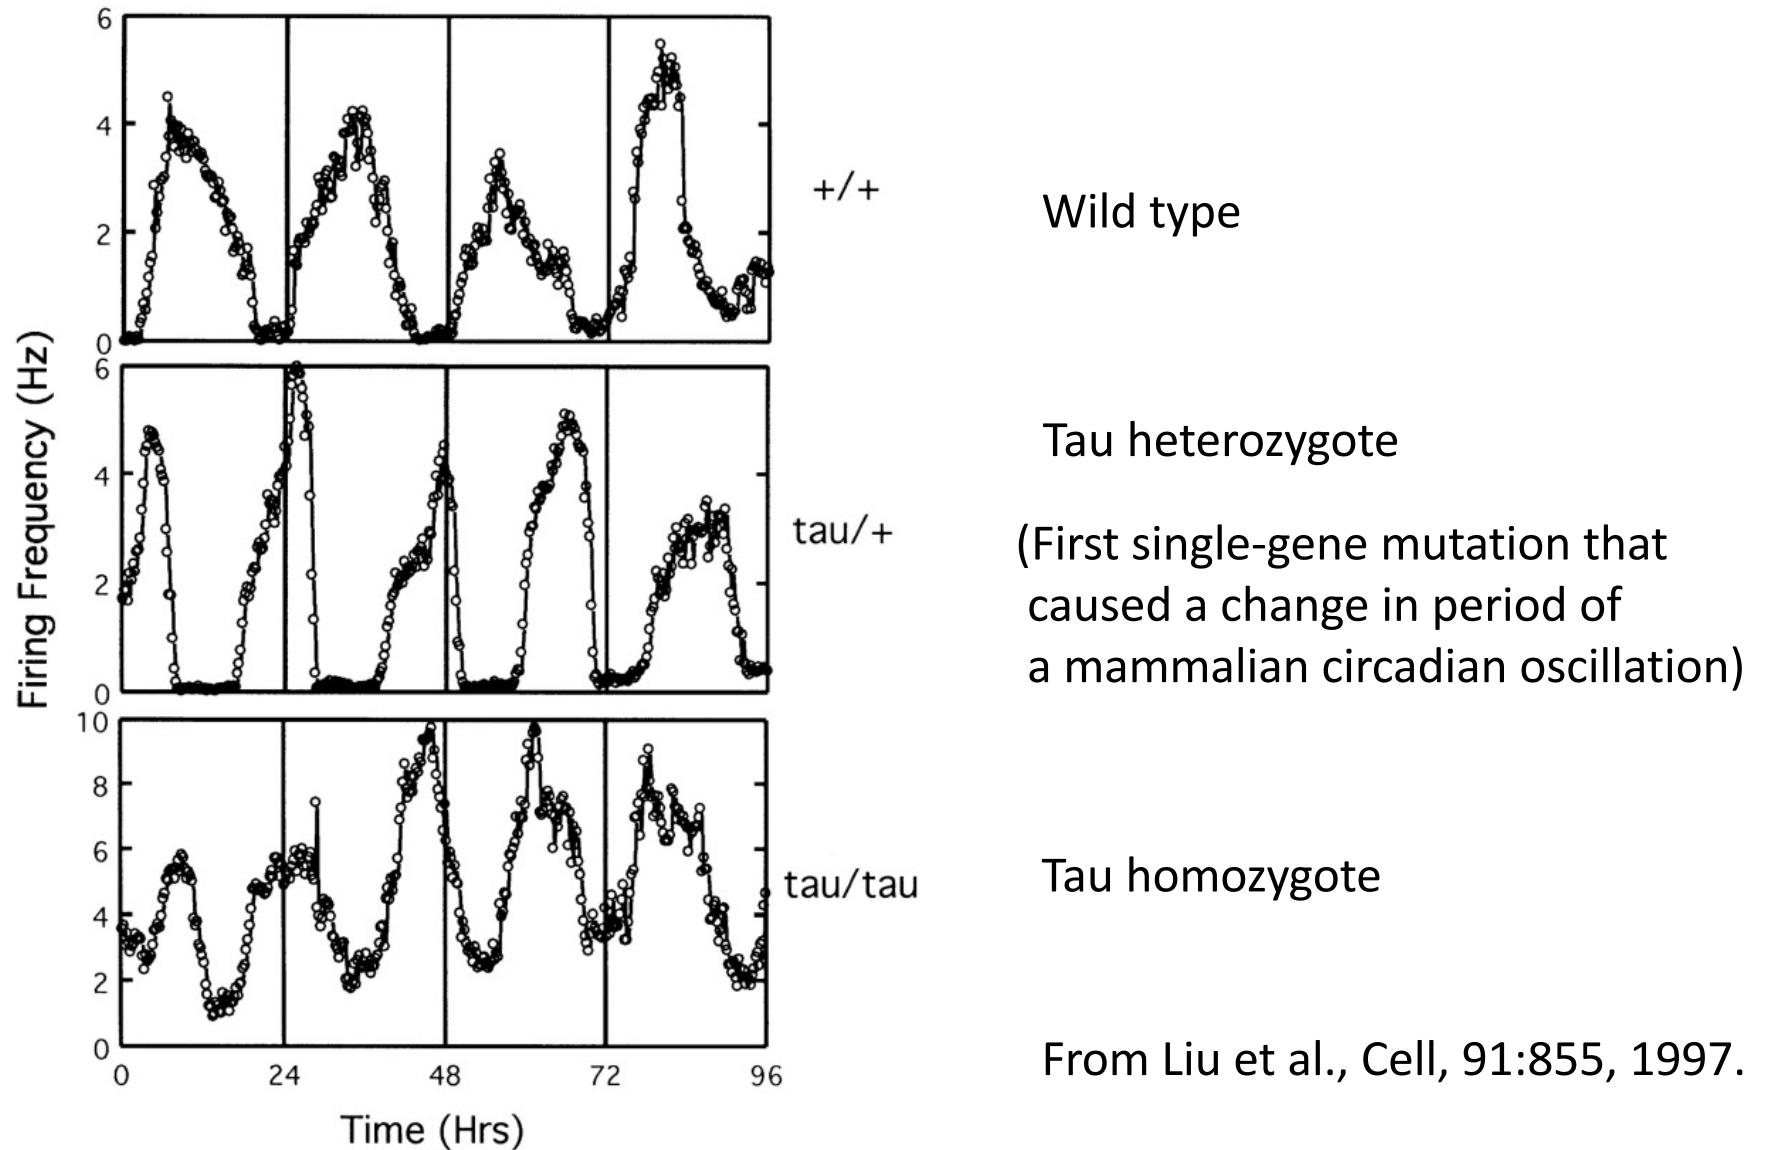 Firing Frequency (Hz)
6
4
2
0
+/+
Wild type
6
4
2
0
tau/+
Tau heterozygote
(First single-gene mutation that
caused a change in period of
a mammalian circadian oscillation)
10
8
6
4
2
0
tau/tau
Tau homozygote
0 24 48 72 96
Time (Hrs)
From Liu et al., Cell, 91:855, 1997.